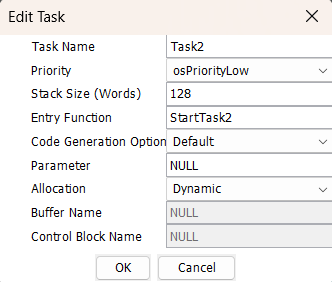 Edit Task
Task Name Task2
Priority osPriorityLow
Stack Size (Words) 128
Entry Function StartTask2
Code Generation Option Default
Parameter NULL
Allocation Dynamic
Buffer Name NULL
Control Block Name NULL
OK Cancel